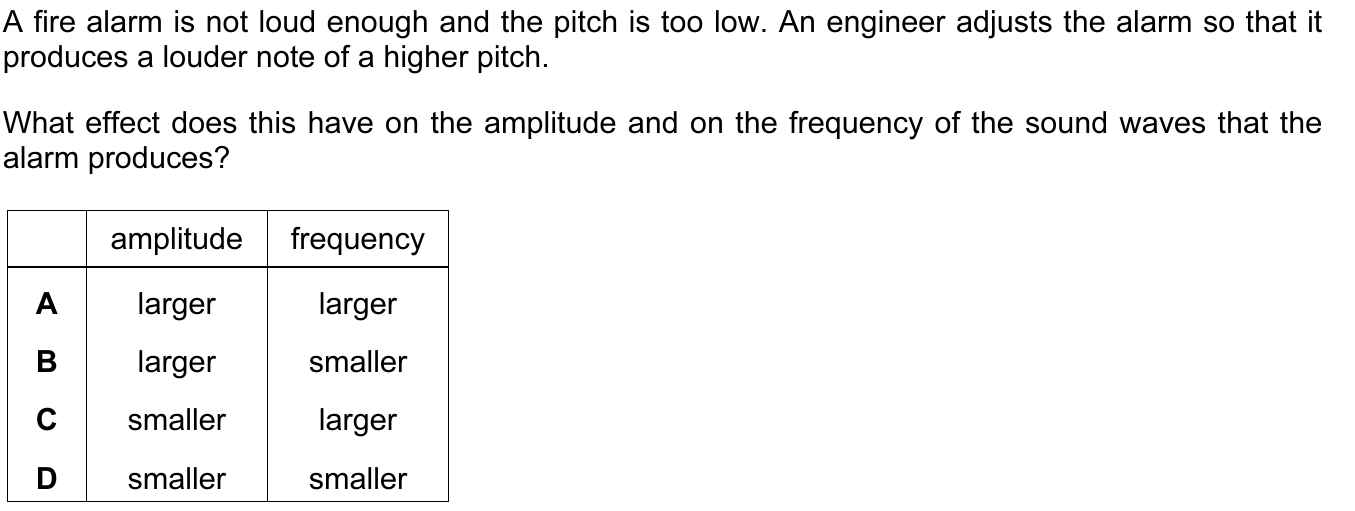 A fire alarm is not loud enough and the pitch is too low. An engineer adjusts the alarm so that it
produces a louder note of a higher pitch.
What effect does this have on the amplitude and on the frequency of the sound waves that the
alarm produces?
amplitude frequency
A larger larger
B larger smaller
C smaller larger
D smaller smaller